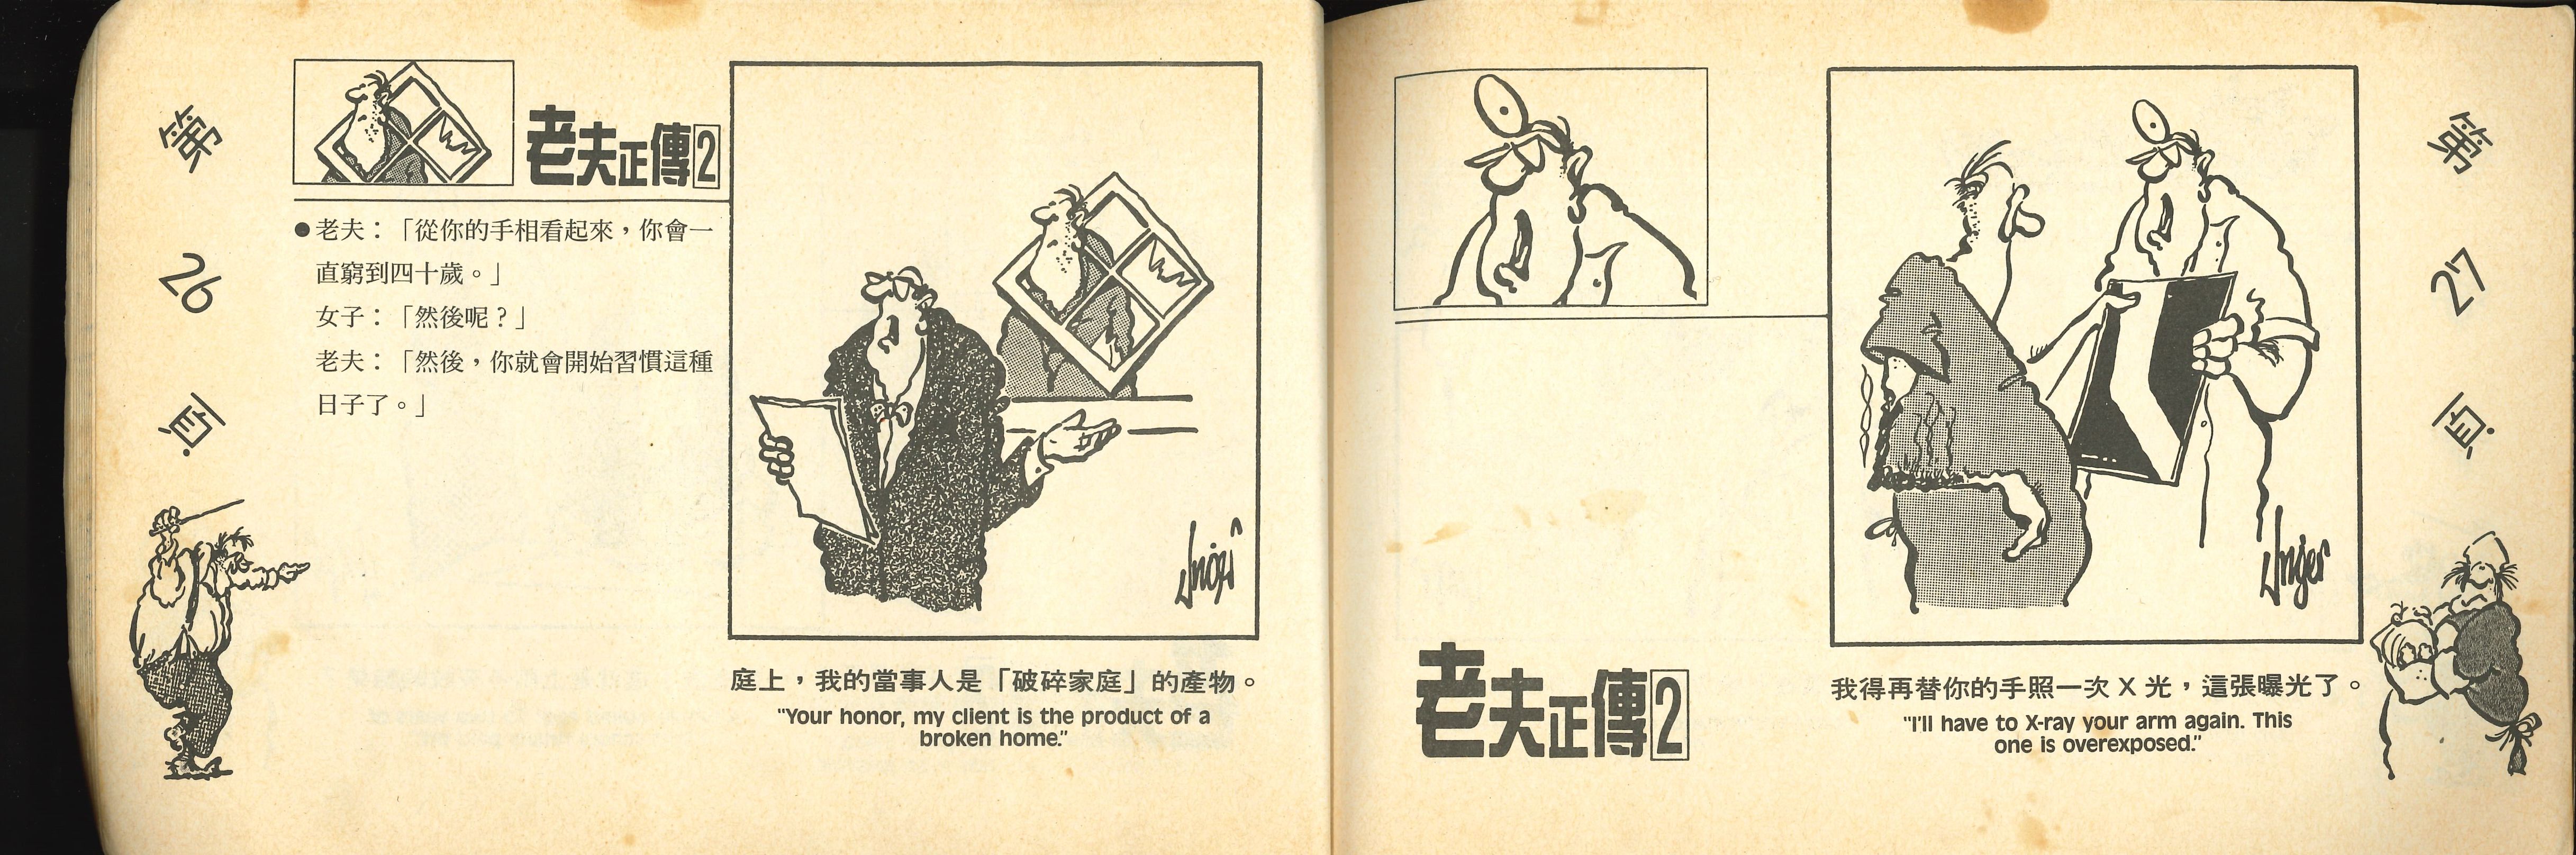 第
26
頁
老夫正傳2
●老夫：「從你的手相看起來，你會一
直窮到四十歲。」
女子：「然後呢？」
老夫：「然後，你就會開始習慣這種
日子了。」
庭上，我的當事人是「破碎家庭」的產物。
"Your honor, my client is the product of a
broken home."
Unger
老夫正傳2
我得再替你的手照一次 X 光，這張曝光了。
"I'll have to X-ray your arm again. This
one is overexposed."
第
27
頁